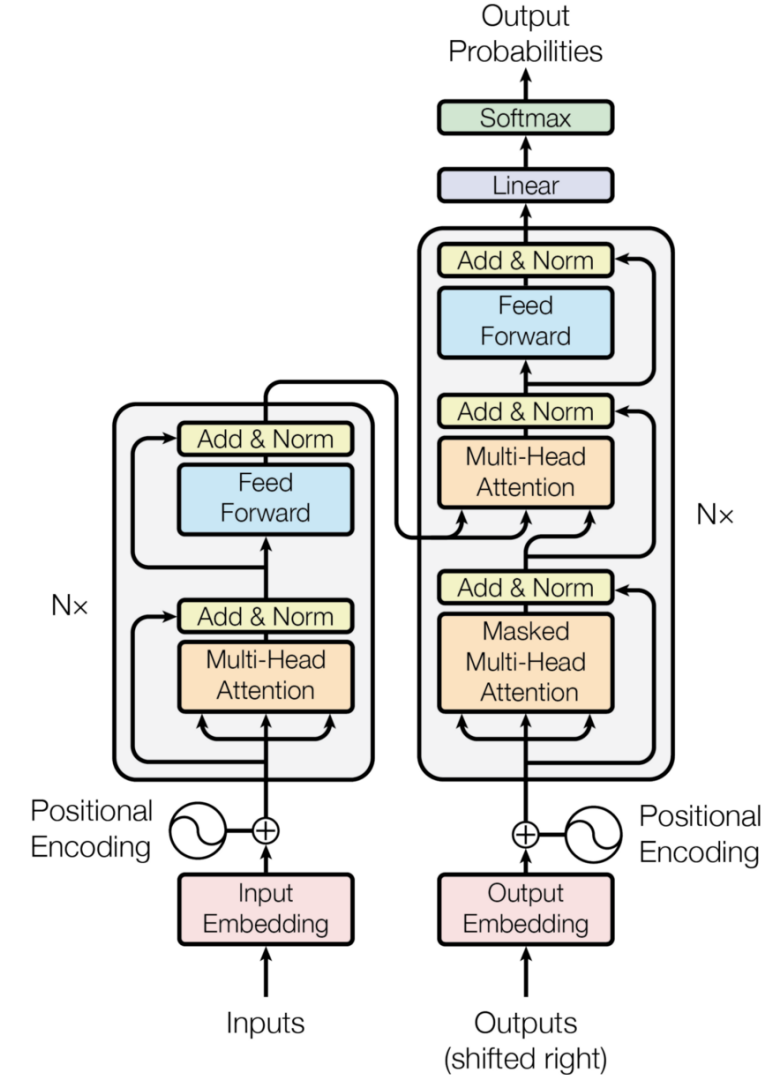 Output
Probabilities
Softmax
Linear
Add & Norm
Feed
Forward
Add & Norm
Multi-Head
Attention
Add & Norm
Masked
Multi-Head
Attention
Nx
Add & Norm
Feed
Forward
Add & Norm
Multi-Head
Attention
N×
Positional
Encoding
Positional
Encoding
Input
Embedding
Output
Embedding
Inputs
Outputs
(shifted right)